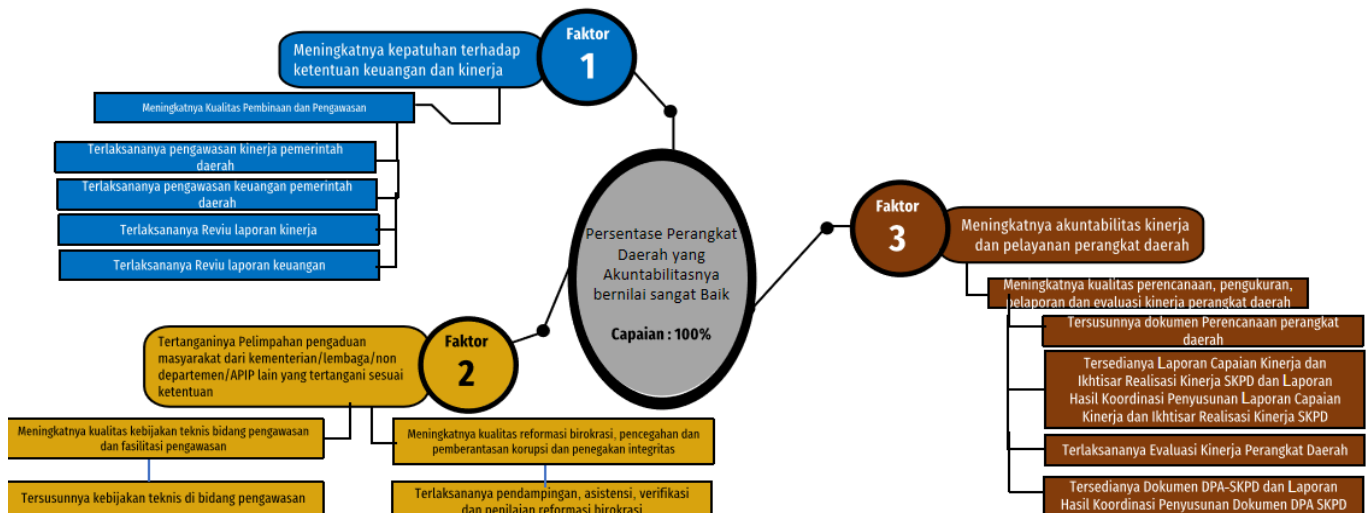 Faktor
1
Meningkatnya kepatuhan terhadap
ketentuan keuangan dan kinerja
Meningkatnya Kualitas Pembinaan dan Pengawasan
Terlaksananya pengawasan kinerja pemerintah
daerah
Terlaksananya pengawasan keuangan pemerintah
daerah
Terlaksananya Reviu laporan kinerja
Terlaksananya Reviu laporan keuangan
Persentase Perangkat
Daerah yang
Akuntabilitasnya
bernilai sangat Baik
Capaian : 100%
Faktor
2
Tertanganinya Pelimpahan pengaduan
masyarakat dari kementerian/lembaga/non
departemen/APIP lain yang tertangani sesuai
ketentuan
Meningkatnya kualitas kebijakan teknis bidang pengawasan
dan fasilitasi pengawasan
Tersusunnya kebijakan teknis di bidang pengawasan
Meningkatnya kualitas reformasi birokrasi, pencegahan dan
pemberantasan korupsi dan penegakan integritas
Terlaksananya pendampingan, asistensi, verifikasi
dan penilaian reformasi birokrasi
Faktor
3
Meningkatnya akuntabilitas kinerja
dan pelayanan perangkat daerah
Meningkatnya kualitas perencanaan, pengukuran,
pelaporan dan evaluasi kinerja perangkat daerah
Tersusunnya dokumen Perencanaan perangkat
daerah
Tersedianya Laporan Capaian Kinerja dan
Ikhtisar Realisasi Kinerja SKPD dan Laporan
Hasil Koordinasi Penyusunan Laporan Capaian
Kinerja dan Ikhtisar Realisasi Kinerja SKPD
Terlaksananya Evaluasi Kinerja Perangkat Daerah
Tersedianya Dokumen DPA-SKPD dan Laporan
Hasil Koordinasi Penyusunan Dokumen DPA SKPD